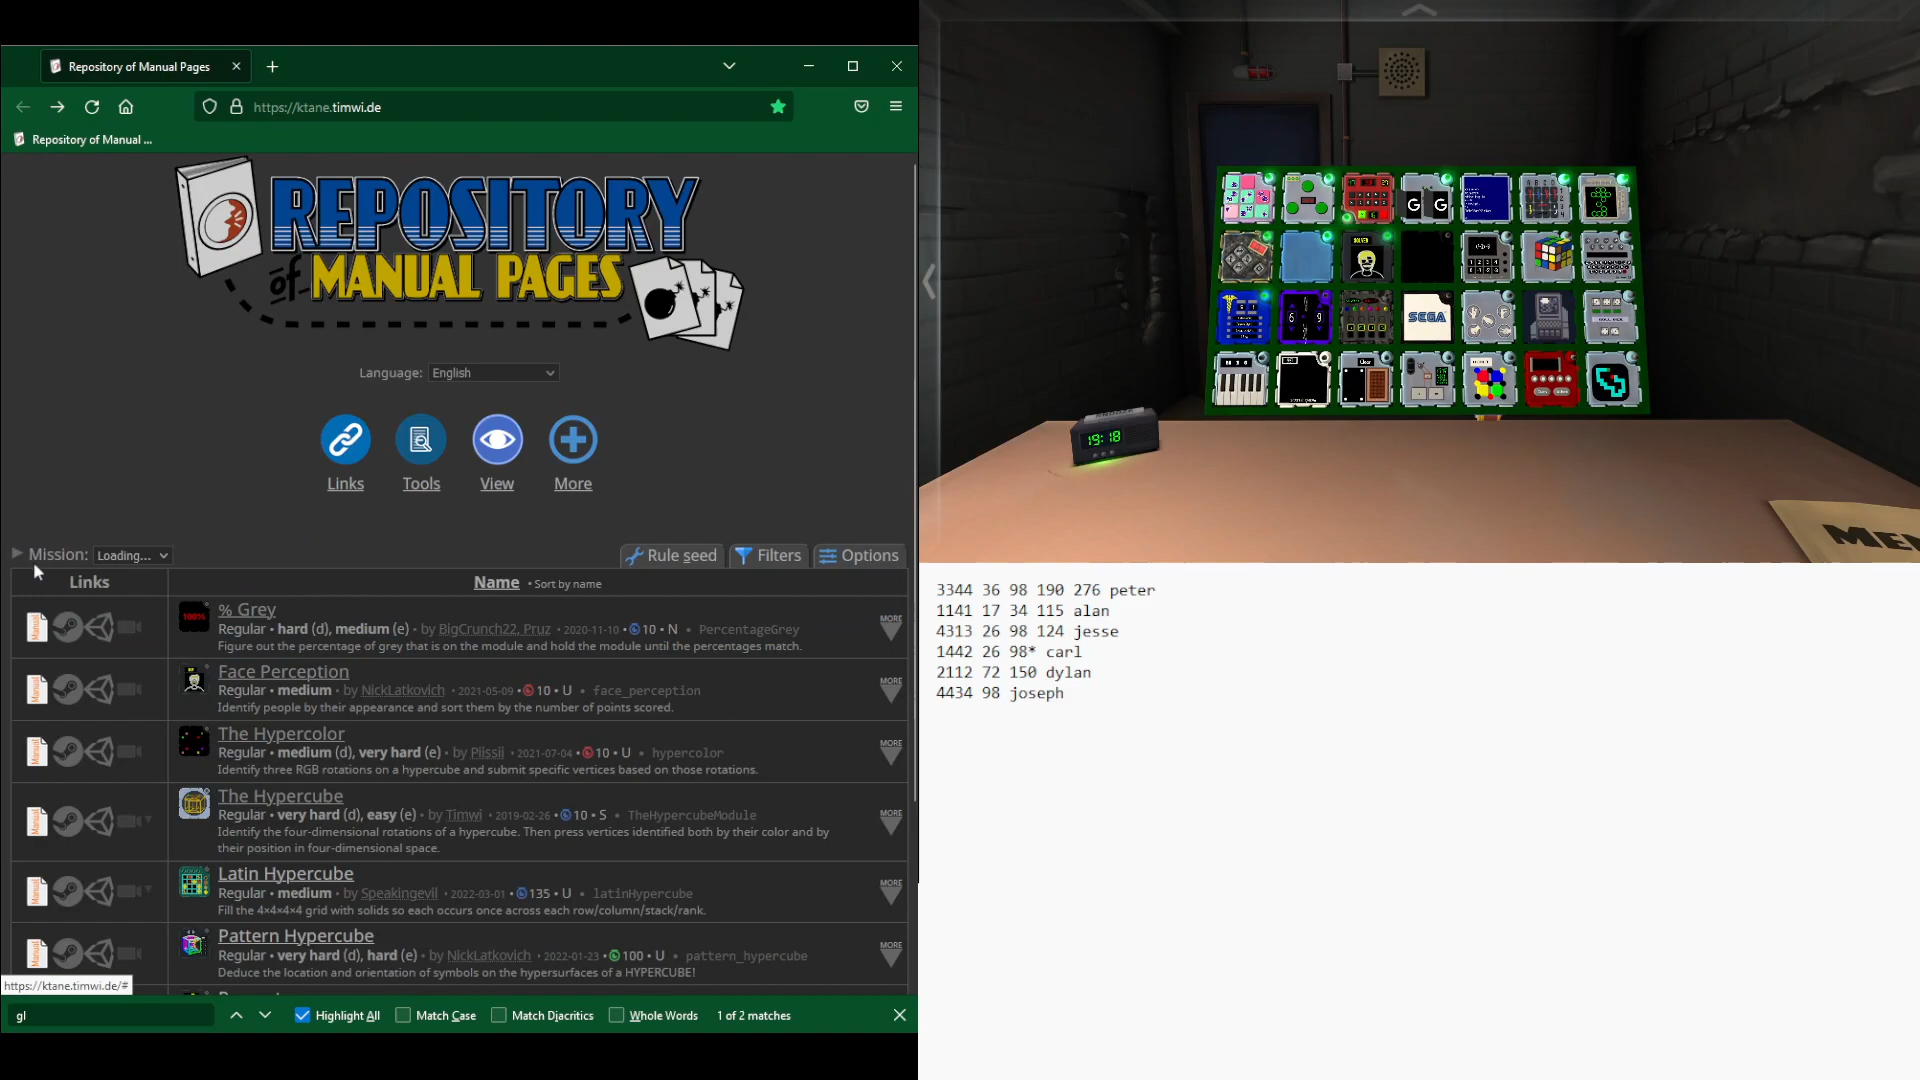 Repository of Manual Pages
https://ktane.timwi.de
Repository of Manual ...
REPOSITORY
of MANUAL PAGES
Language: English
Links
Tools
View
More
Mission: Loading...
Rule seed
Filters
Options
Links
Name • Sort by name
% Grey
Regular • hard (d), medium (e) • by BigCrunch22, Pruz • 2020-11-10 • 10 • N • PercentageGrey
Figure out the percentage of grey that is on the module and hold the module until the percentages match.
MORE
Face Perception
Regular • medium • by NickLatkovich • 2021-05-09 • 10 • U • face_perception
Identify people by their appearance and sort them by the number of points scored.
MORE
The Hypercolor
Regular • medium (d), very hard (e) • by Piissii • 2021-07-04 • 10 • U • hypercolor
Identify three RGB rotations on a hypercube and submit specific vertices based on those rotations.
MORE
The Hypercube
Regular • very hard (d), easy (e) • by Timwi • 2019-02-26 • 10 • S • TheHypercubeModule
Identify the four-dimensional rotations of a hypercube. Then press vertices identified both by their color and by
their position in four-dimensional space.
MORE
Latin Hypercube
Regular • medium • by Speakingevil • 2022-03-01 • 135 • U • latinHypercube
Fill the 4×4×4×4 grid with solids so each occurs once across each row/column/stack/rank.
MORE
Pattern Hypercube
Regular • very hard (d), hard (e) • by NickLatkovich • 2022-01-23 • 100 • U • pattern_hypercube
Deduce the location and orientation of symbols on the hypersurfaces of a HYPERCUBE!
MORE
https://ktane.timwi.de/#
gl
Highlight All
Match Case
Match Diacritics
Whole Words
1 of 2 matches
G G
SOLVED
6 9
SEGA
Clear
19:18
MEN
3344 36 98 190 276 peter
1141 17 34 115 alan
4313 26 98 124 jesse
1442 26 98* carl
2112 72 150 dylan
4434 98 joseph